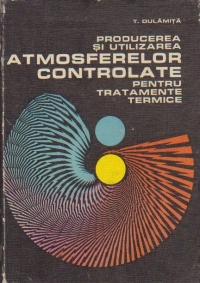 T. DULĂMIȚĂ
PRODUCEREA
ȘI UTILIZAREA
ATMOSFERELOR
CONTROLATE
PENTRU
TRATAMENTE
TERMICE